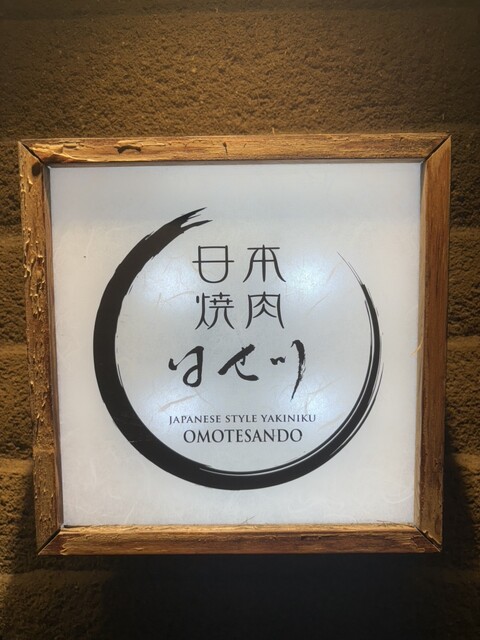 日本
焼肉
はせ川
JAPANESE STYLE YAKINIKU
OMOTESANDO